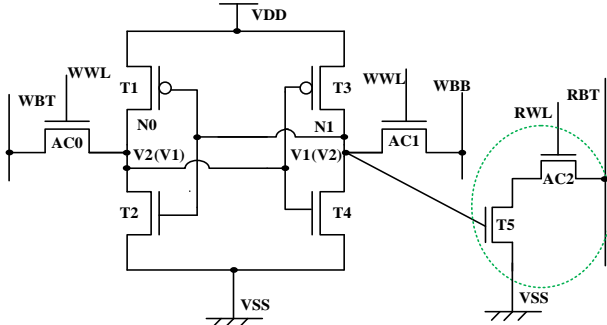 VDD
T1
T3
WWL
WBT
N0
AC0
V2(V1)
T2
WWL
WBB
N1
AC1
V1(V2)
T4
VSS
RWL
RBT
AC2
T5
VSS